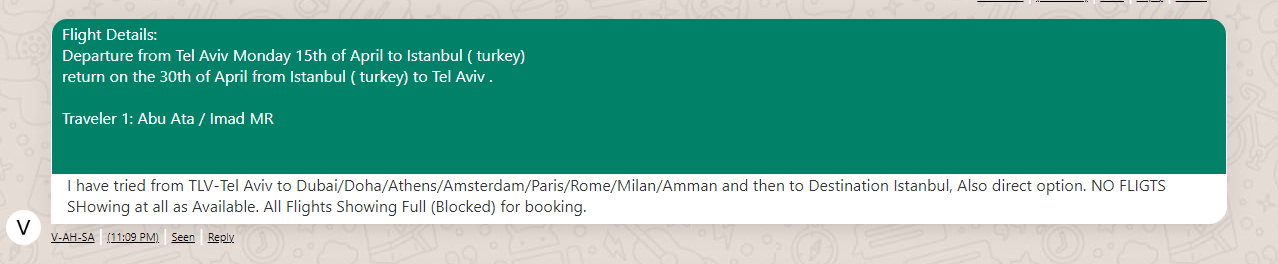 Flight Details:
Departure from Tel Aviv Monday 15th of April to Istanbul ( turkey)
return on the 30th of April from Istanbul ( turkey) to Tel Aviv .
Traveler 1: Abu Ata / Imad MR
I have tried from TLV-Tel Aviv to Dubai/Doha/Athens/Amsterdam/Paris/Rome/Milan/Amman and then to Destination Istanbul, Also direct option. NO FLIGTS
SHowing at all as Available. All Flights Showing Full (Blocked) for booking.
V
V-AH-SA | (11:09 PM) | Seen | Reply